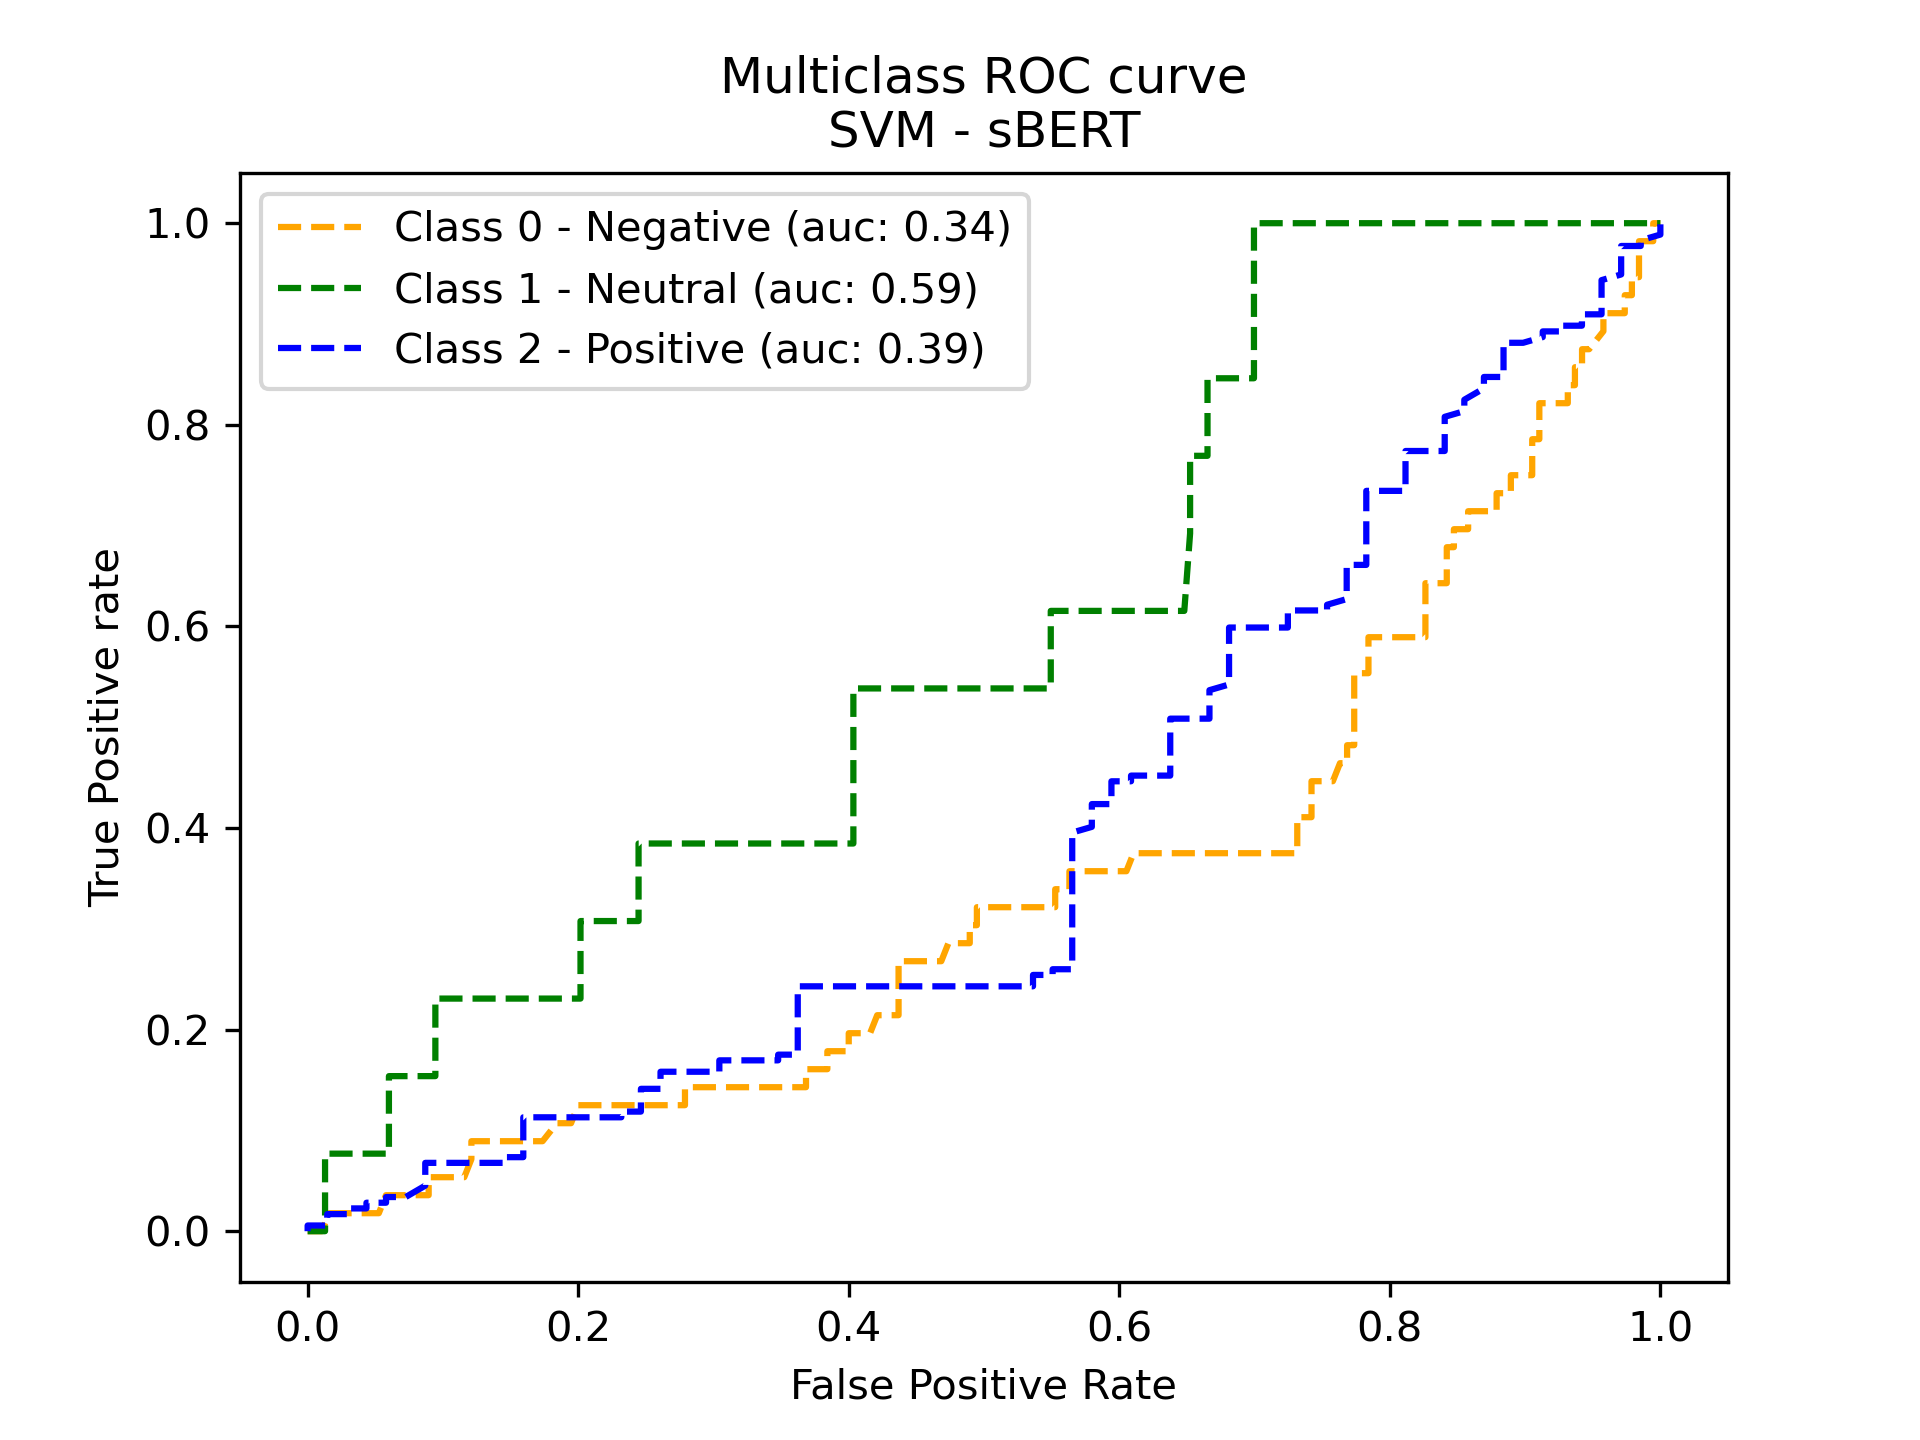 Multiclass ROC curve
SVM - sBERT
Class 0 - Negative (auc: 0.34)
Class 1 - Neutral (auc: 0.59)
Class 2 - Positive (auc: 0.39)
1.0
0.8
0.6
0.4
0.2
0.0
True Positive rate
0.0 0.2 0.4 0.6 0.8 1.0
False Positive Rate